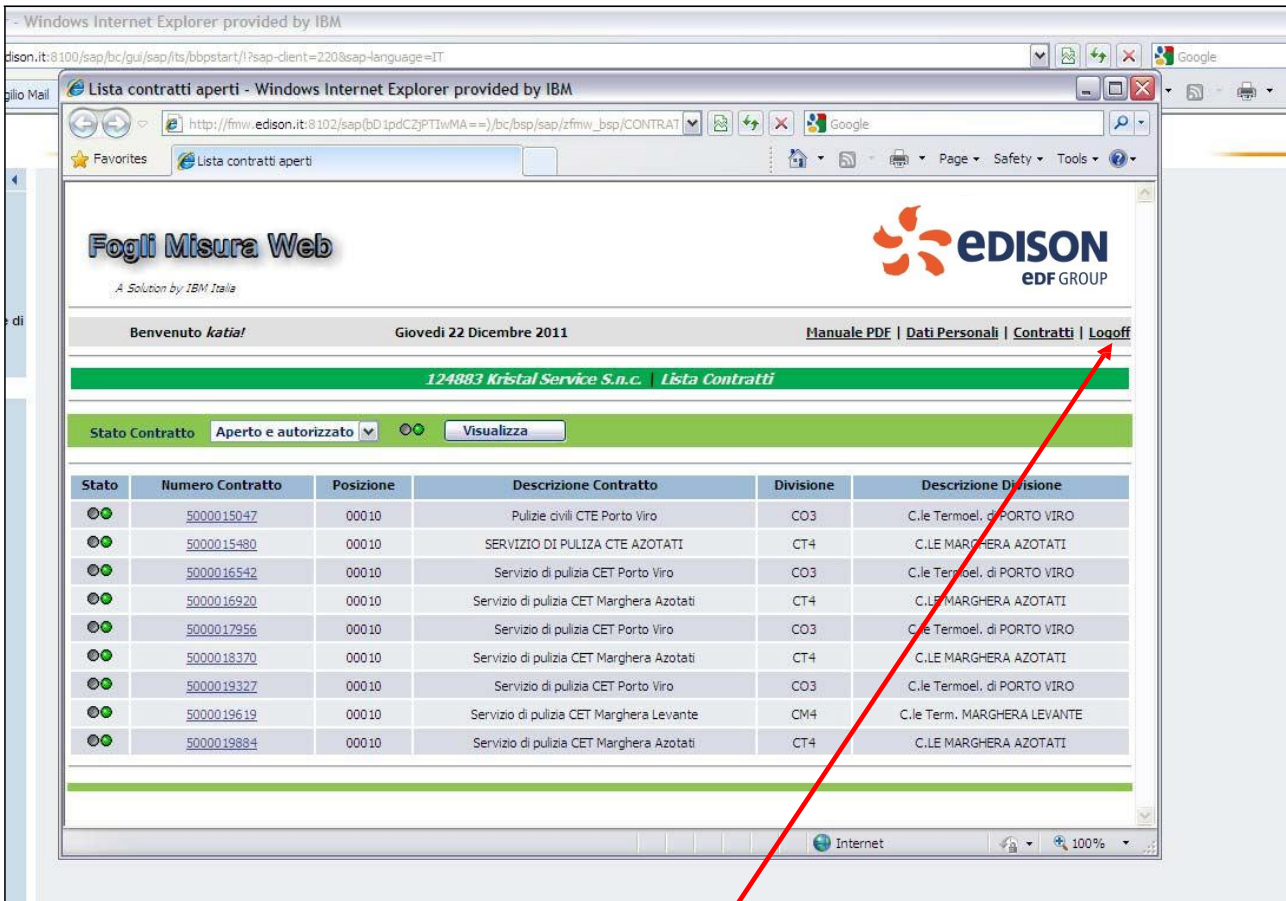 - Windows Internet Explorer provided by IBM
dison.it:8100/sap/bc/gui/sap/its/bbpstart/!?sap-client=220&sap-language=IT
Google
glio Mail
Lista contratti aperti - Windows Internet Explorer provided by IBM
http://fmw.edison.it:8102/sap(bD1pdCZjPTIwMA==)/bc/bsp/sap/zfmw_bsp/CONTRAT
Google
Favorites
Lista contratti aperti
Page Safety Tools
Fogli Misura Web
A Solution by IBM Italia
eDISON
eDF GROUP
e di
Benvenuto katia! Giovedì 22 Dicembre 2011 Manuale PDF | Dati Personali | Contratti | Logoff
124883 Kristal Service S.n.c. | Lista Contratti
Stato Contratto Aperto e autorizzato Visualizza
Stato Numero Contratto Posizione Descrizione Contratto Divisione Descrizione Divisione
5000015047 00010 Pulizie civili CTE Porto Viro CO3 C.le Termoel. di PORTO VIRO
5000015480 00010 SERVIZIO DI PULIZA CTE AZOTATI CT4 C.LE MARGHERA AZOTATI
5000016542 00010 Servizio di pulizia CET Porto Viro CO3 C.le Termoel. di PORTO VIRO
5000016920 00010 Servizio di pulizia CET Marghera Azotati CT4 C.LE MARGHERA AZOTATI
5000017956 00010 Servizio di pulizia CET Porto Viro CO3 C.le Termoel. di PORTO VIRO
5000018370 00010 Servizio di pulizia CET Marghera Azotati CT4 C.LE MARGHERA AZOTATI
5000019327 00010 Servizio di pulizia CET Porto Viro CO3 C.le Termoel. di PORTO VIRO
5000019619 00010 Servizio di pulizia CET Marghera Levante CM4 C.le Term. MARGHERA LEVANTE
5000019884 00010 Servizio di pulizia CET Marghera Azotati CT4 C.LE MARGHERA AZOTATI
Internet 100%